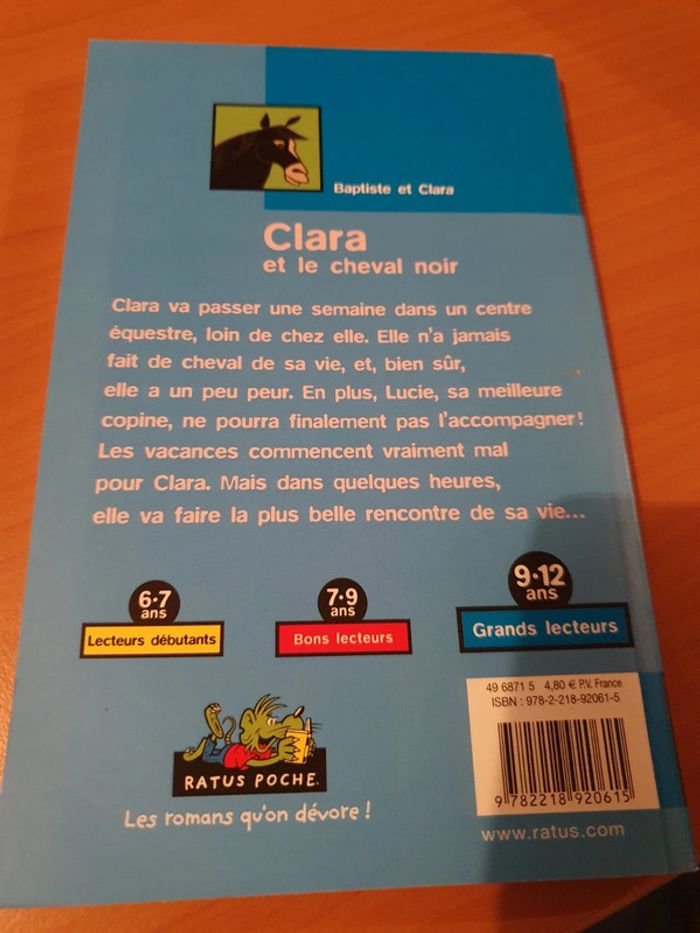 Baptiste et Clara
Clara
et le cheval noir
Clara va passer une semaine dans un centre
équestre, loin de chez elle. Elle n'a jamais
fait de cheval de sa vie, et, bien sûr,
elle a un peu peur. En plus, Lucie, sa meilleure
copine, ne pourra finalement pas l'accompagner!
Les vacances commencent vraiment mal
pour Clara. Mais dans quelques heures,
elle va faire la plus belle rencontre de sa vie...
6-7
ans
Lecteurs débutants
7-9
ans
Bons lecteurs
9-12
ans
Grands lecteurs
RATUS POCHE
Les romans qu'on dévore !
49 6871 5 4,80 € P.V. France
ISBN : 978-2-218-92061-5
9 782218 920615
www.ratus.com